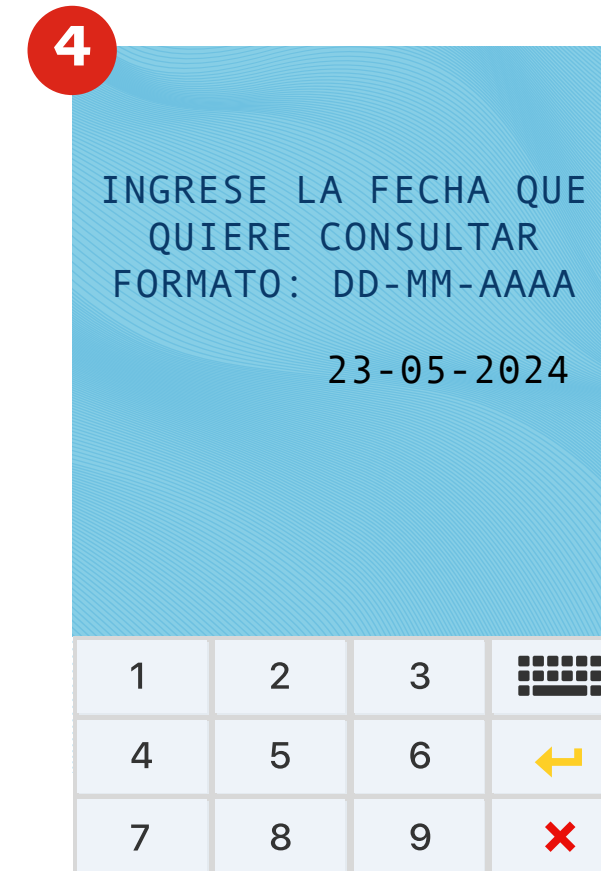 4
INGRESE LA FECHA QUE
QUIERE CONSULTAR
FORMATO: DD-MM-AAAA
23-05-2024
1 2 3
4 5 6
7 8 9